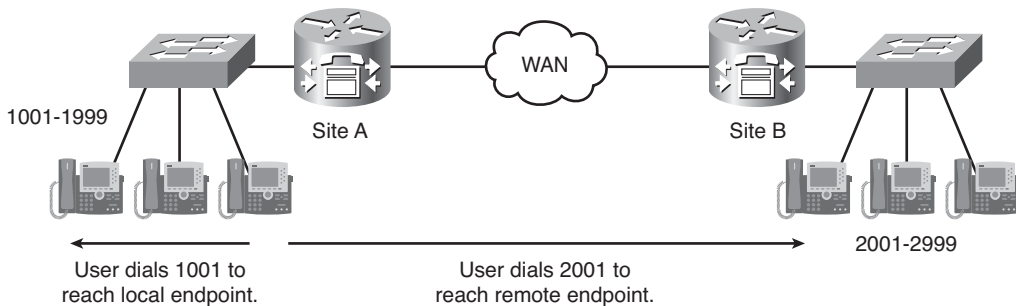 WAN
1001-1999
Site A
Site B
2001-2999
User dials 1001 to
reach local endpoint.
User dials 2001 to
reach remote endpoint.